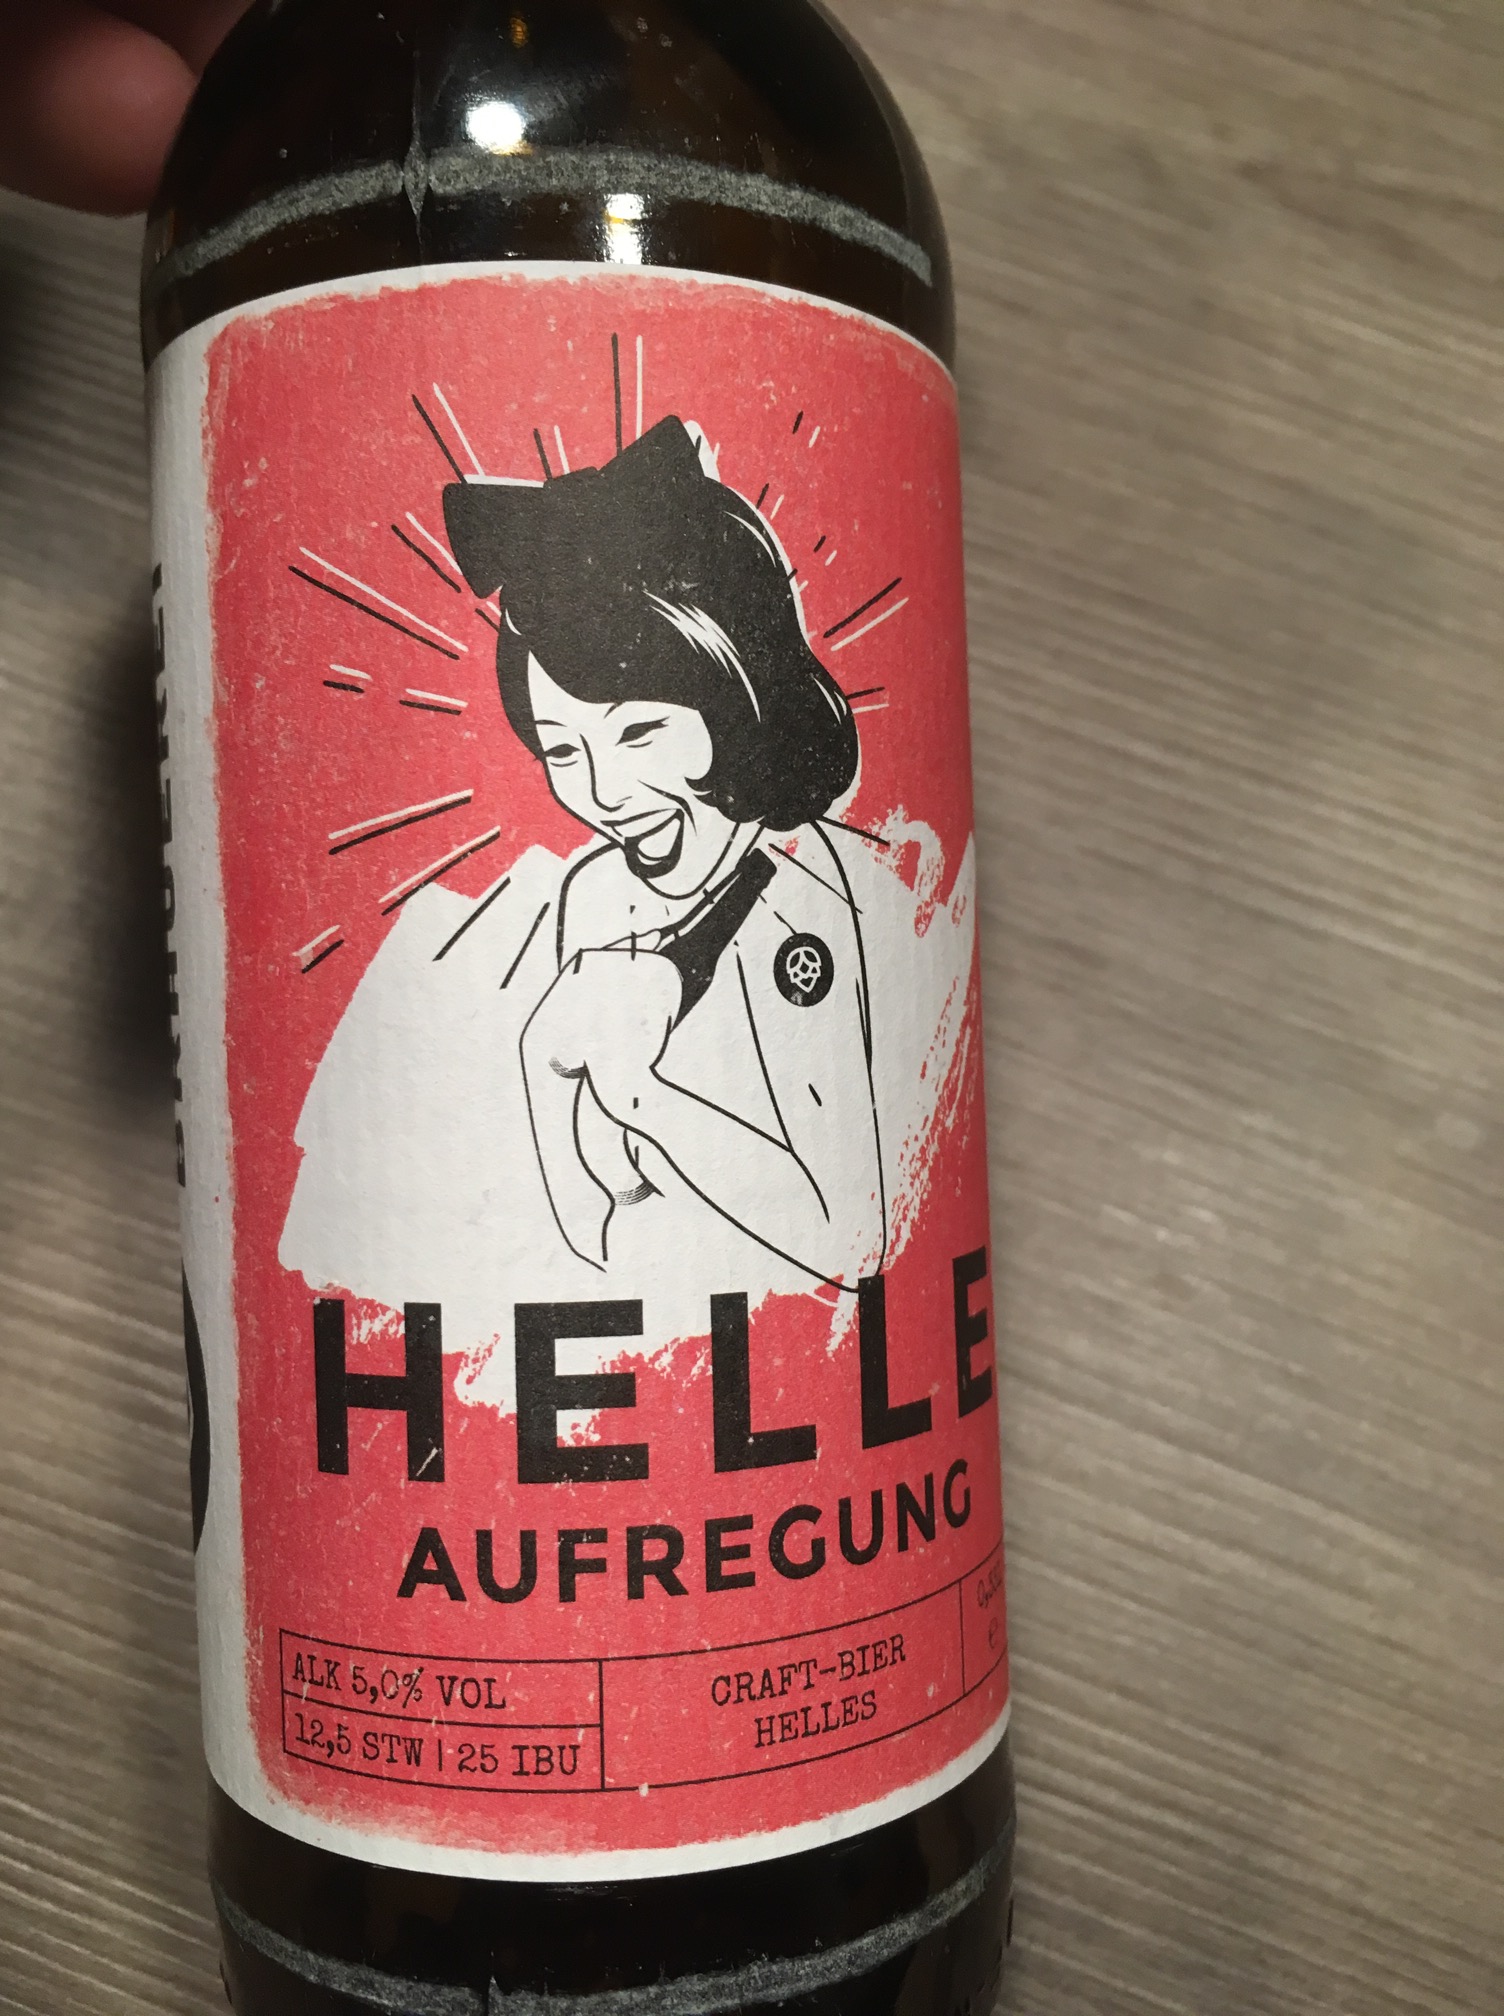 HELLE
AUFREGUNG
ALK 5,0% VOL
12,5 STW | 25 IBU
CRAFT-BIER
HELLES
e